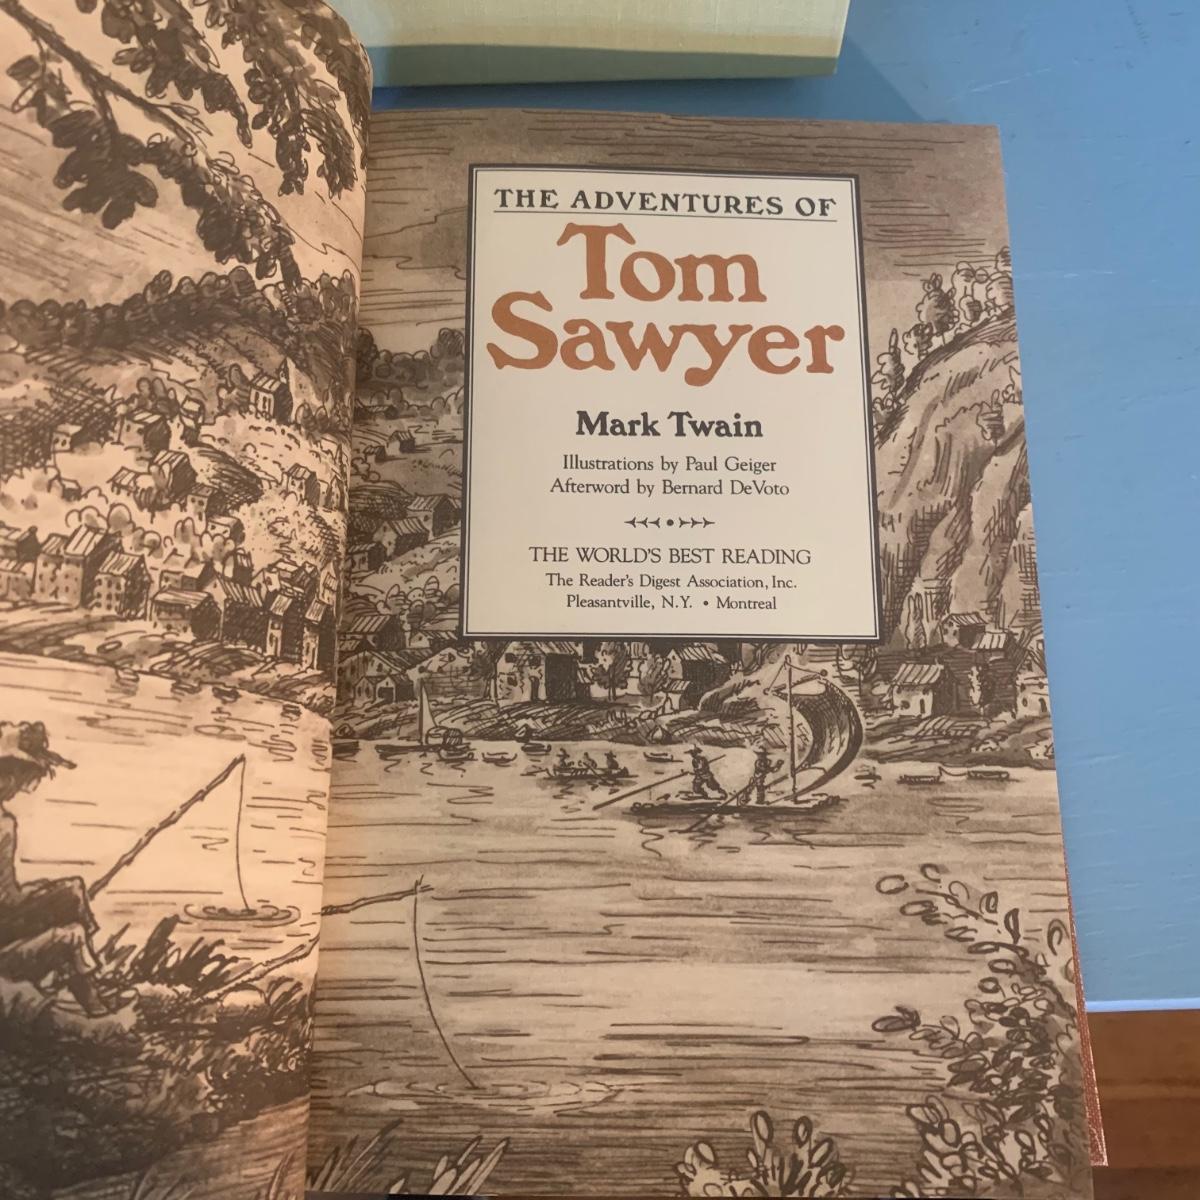 THE ADVENTURES OF
Tom
Sawyer
Mark Twain
Illustrations by Paul Geiger
Afterword by Bernard DeVoto
THE WORLD'S BEST READING
The Reader's Digest Association, Inc.
Pleasantville, N.Y. • Montreal